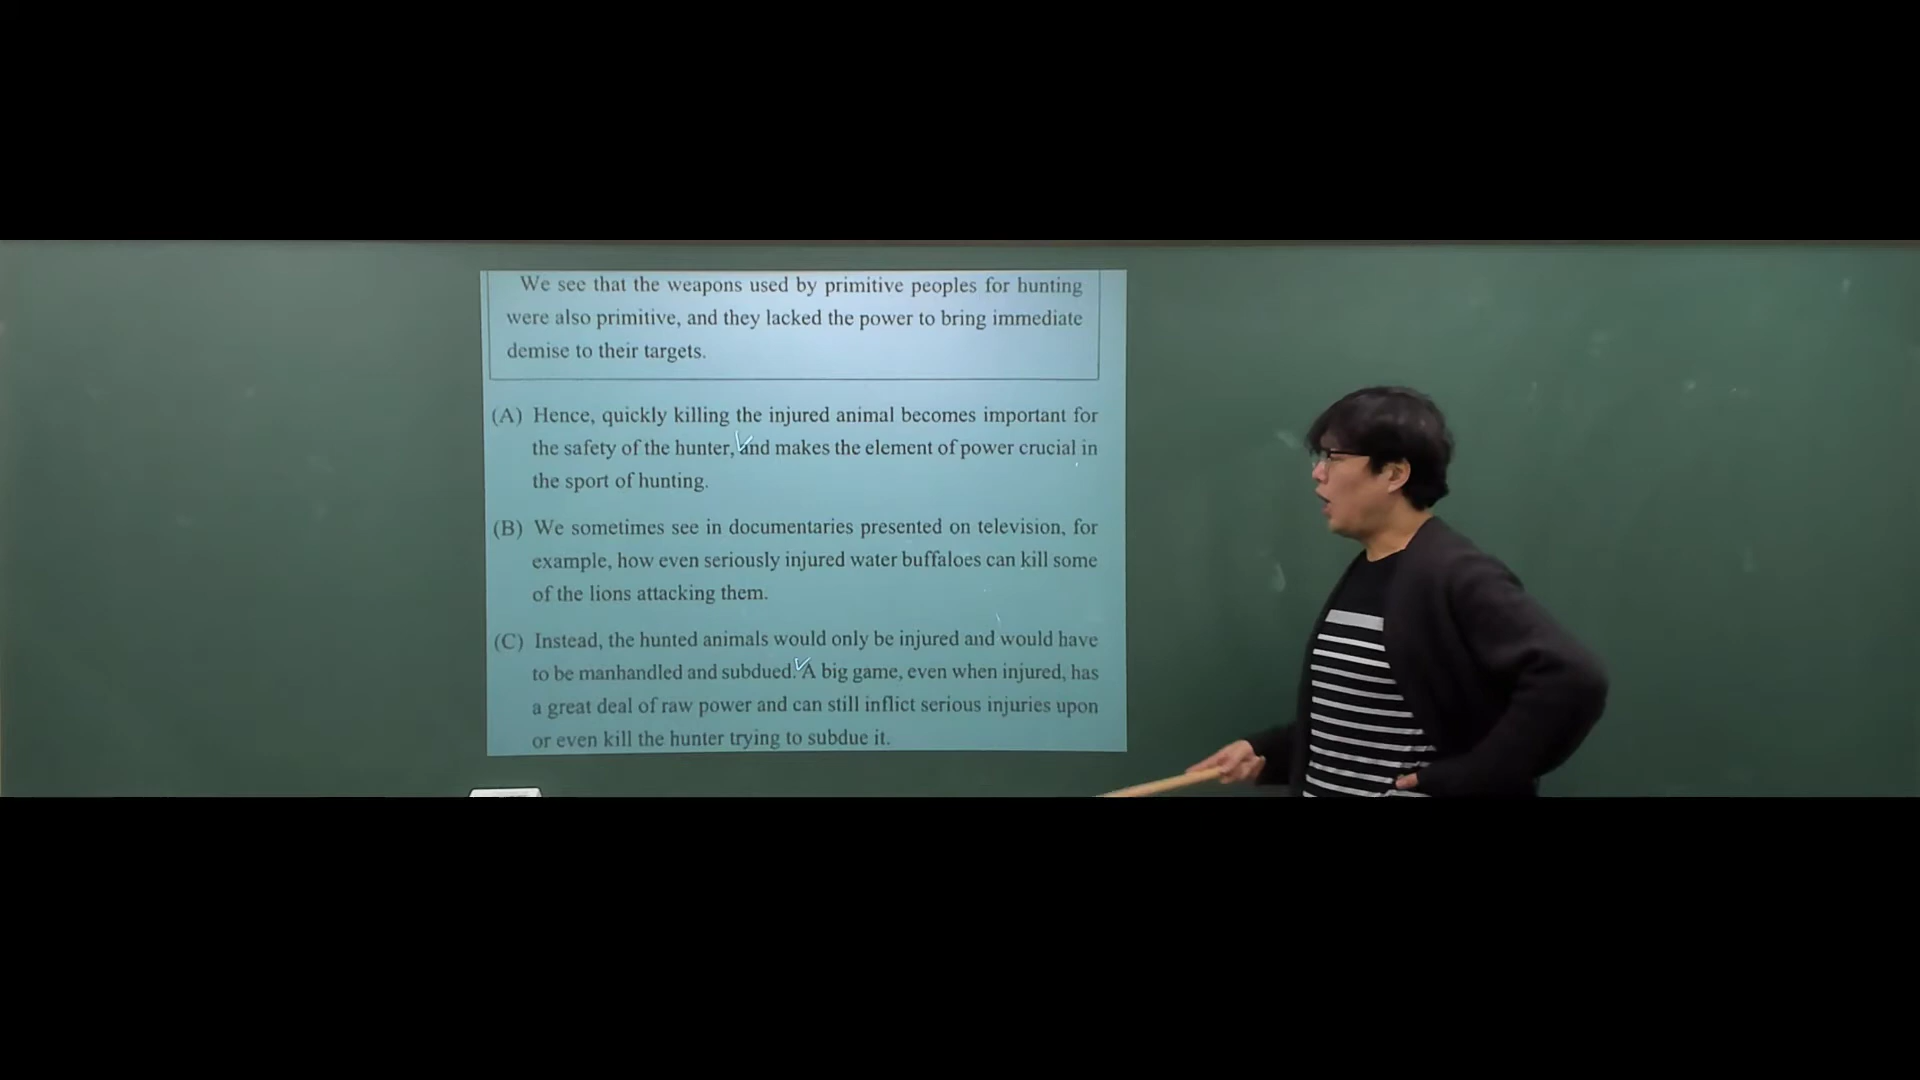 We see that the weapons used by primitive peoples for hunting
were also primitive, and they lacked the power to bring immediate
demise to their targets.
(A) Hence, quickly killing the injured animal becomes important for
the safety of the hunter, and makes the element of power crucial in
the sport of hunting.
(B) We sometimes see in documentaries presented on television, for
example, how even seriously injured water buffaloes can kill some
of the lions attacking them.
(C) Instead, the hunted animals would only be injured and would have
to be manhandled and subdued. A big game, even when injured, has
a great deal of raw power and can still inflict serious injuries upon
or even kill the hunter trying to subdue it.